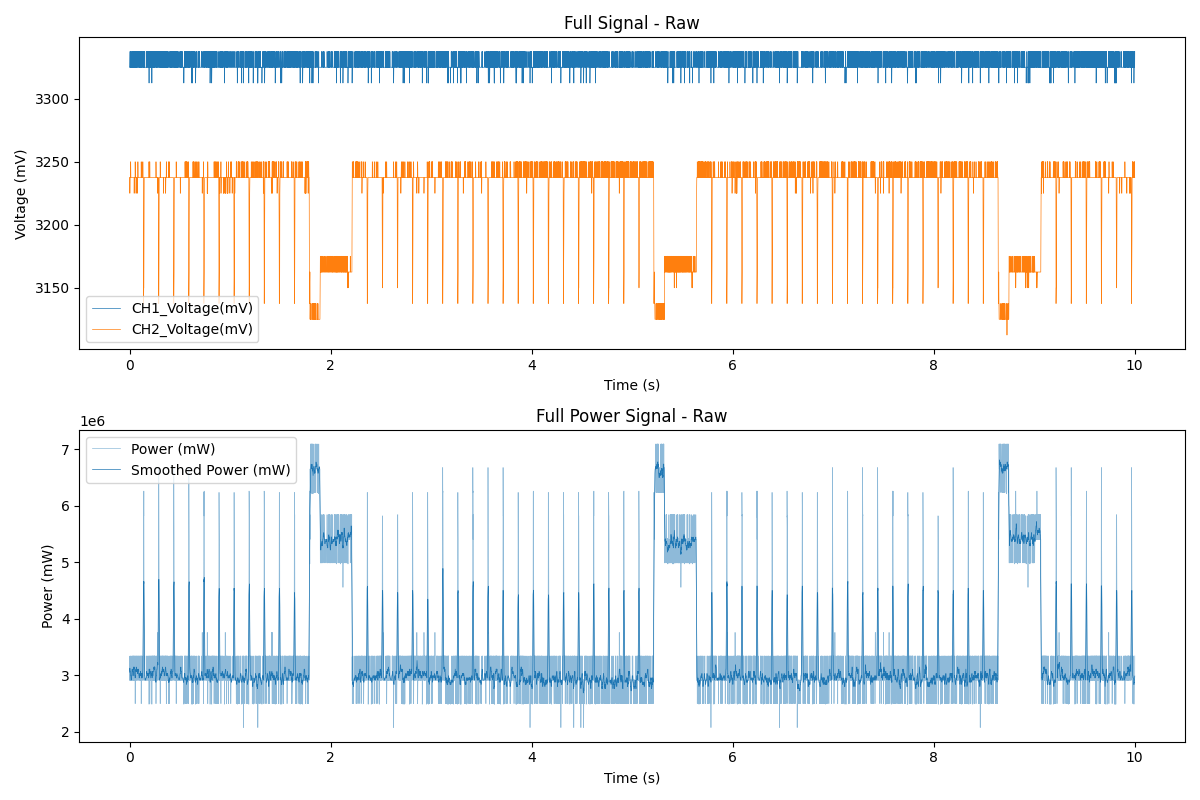 Full Signal - Raw
Voltage (mV)
3300
3250
3200
3150
CH1_Voltage(mV)
CH2_Voltage(mV)
0 2 4 6 8 10
Time (s)
Full Power Signal - Raw
1e6
Power (mW)
7
6
5
4
3
2
Power (mW)
Smoothed Power (mW)
0 2 4 6 8 10
Time (s)